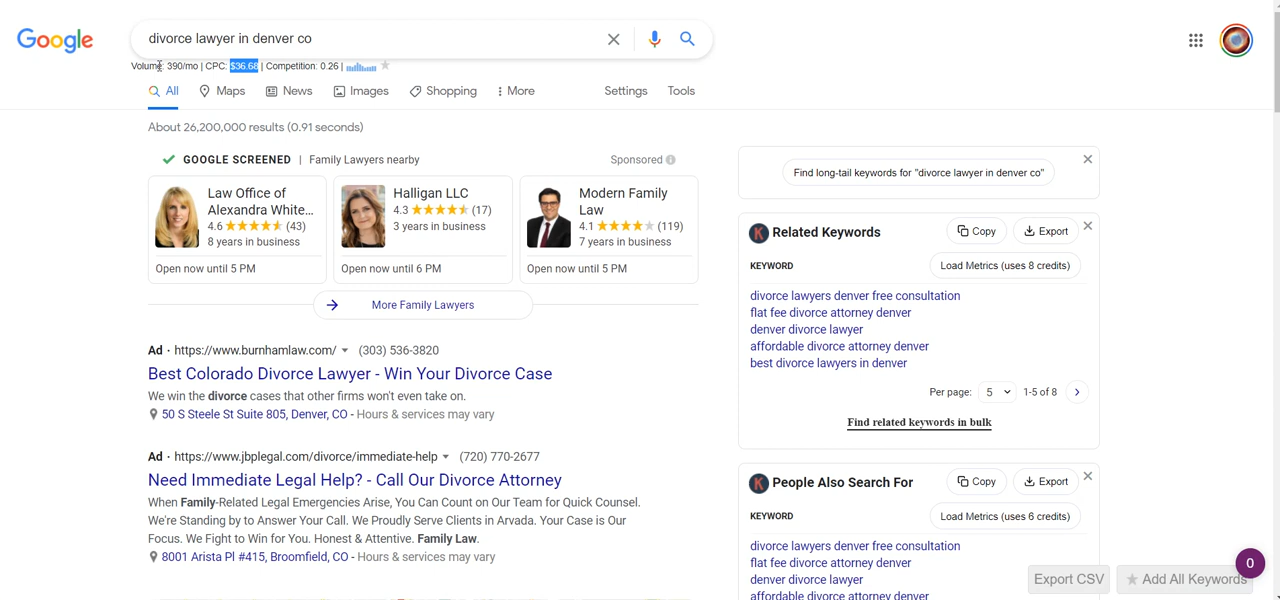 Google
divorce lawyer in denver co
Volume: 390/mo | CPC: $36.68 | Competition: 0.26 |
All
Maps
News
Images
Shopping
More
Settings
Tools
About 26,200,000 results (0.91 seconds)
GOOGLE SCREENED | Family Lawyers nearby
Sponsored
Law Office of
Alexandra White...
4.6 (43)
8 years in business
Open now until 5 PM
Halligan LLC
4.3 (17)
3 years in business
Open now until 6 PM
Modern Family
Law
4.1 (119)
7 years in business
Open now until 5 PM
More Family Lawyers
Ad · https://www.burnhamlaw.com/ (303) 536-3820
Best Colorado Divorce Lawyer - Win Your Divorce Case
We win the divorce cases that other firms won't even take on.
50 S Steele St Suite 805, Denver, CO - Hours & services may vary
Ad · https://www.jbplegal.com/divorce/immediate-help (720) 770-2677
Need Immediate Legal Help? - Call Our Divorce Attorney
When Family-Related Legal Emergencies Arise, You Can Count on Our Team for Quick Counsel.
We're Standing by to Answer Your Call. We Proudly Serve Clients in Arvada. Your Case is Our
Focus. We Fight to Win for You. Honest & Attentive. Family Law.
8001 Arista Pl #415, Broomfield, CO - Hours & services may vary
Find long-tail keywords for "divorce lawyer in denver co"
K
Related Keywords
Copy
Export
KEYWORD
Load Metrics (uses 8 credits)
divorce lawyers denver free consultation
flat fee divorce attorney denver
denver divorce lawyer
affordable divorce attorney denver
best divorce lawyers in denver
Per page: 5 1-5 of 8
Find related keywords in bulk
K
People Also Search For
Copy
Export
KEYWORD
Load Metrics (uses 6 credits)
divorce lawyers denver free consultation
flat fee divorce attorney denver
denver divorce lawyer
affordable divorce attorney denver
0
Export CSV
Add All Keywords